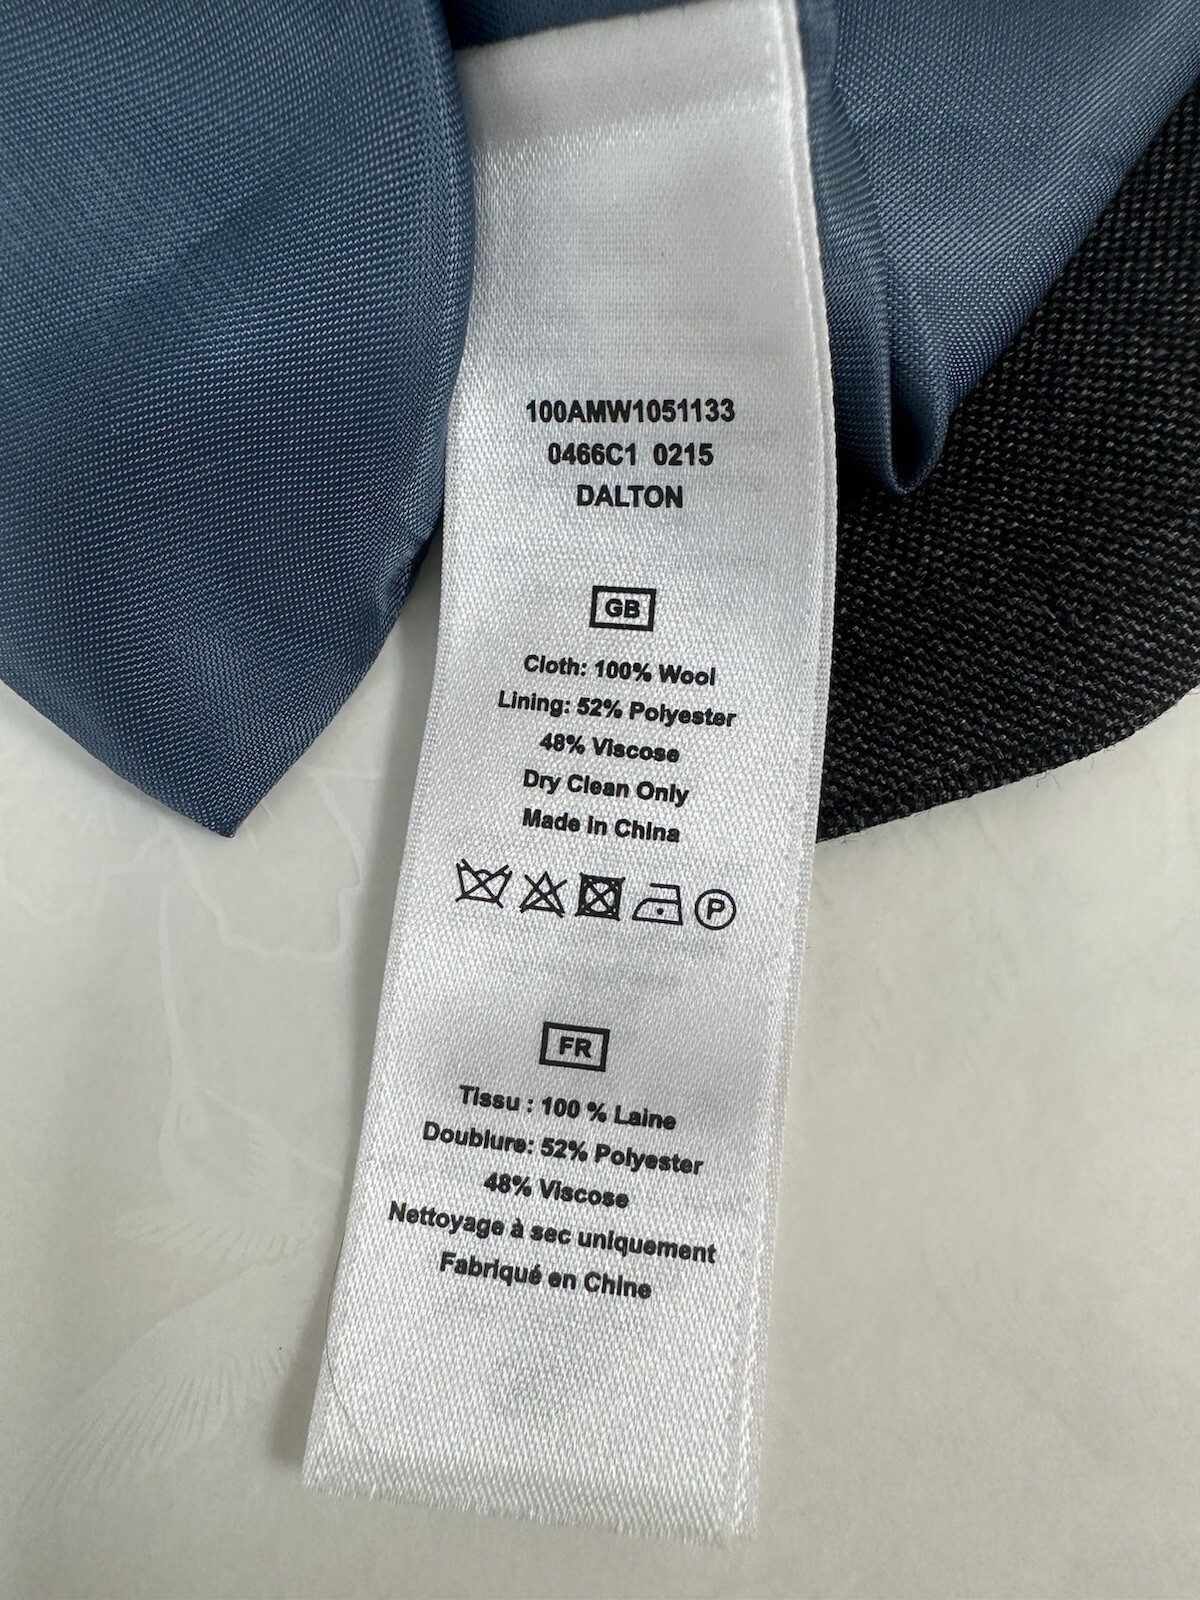 100AMW1051133
0466C1 0215
DALTON
GB
Cloth: 100% Wool
Lining: 52% Polyester
48% Viscose
Dry Clean Only
Made in China
P
FR
Tissu : 100 % Laine
Doublure: 52% Polyester
48% Viscose
Nettoyage à sec uniquement
Fabriqué en Chine